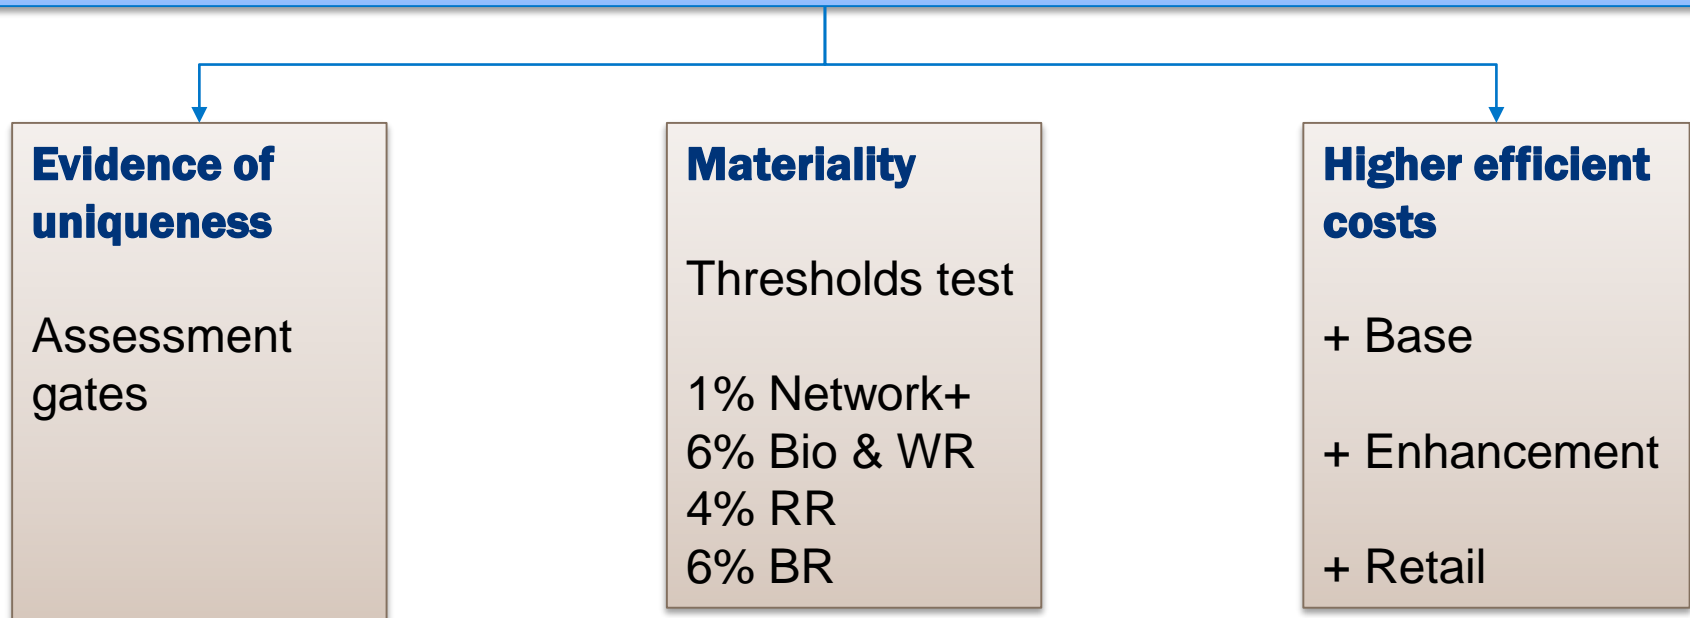 Evidence of
uniqueness
Assessment
gates
Materiality
Thresholds test
1% Network+
6% Bio & WR
4% RR
6% BR
Higher efficient
costs
+ Base
+ Enhancement
+ Retail